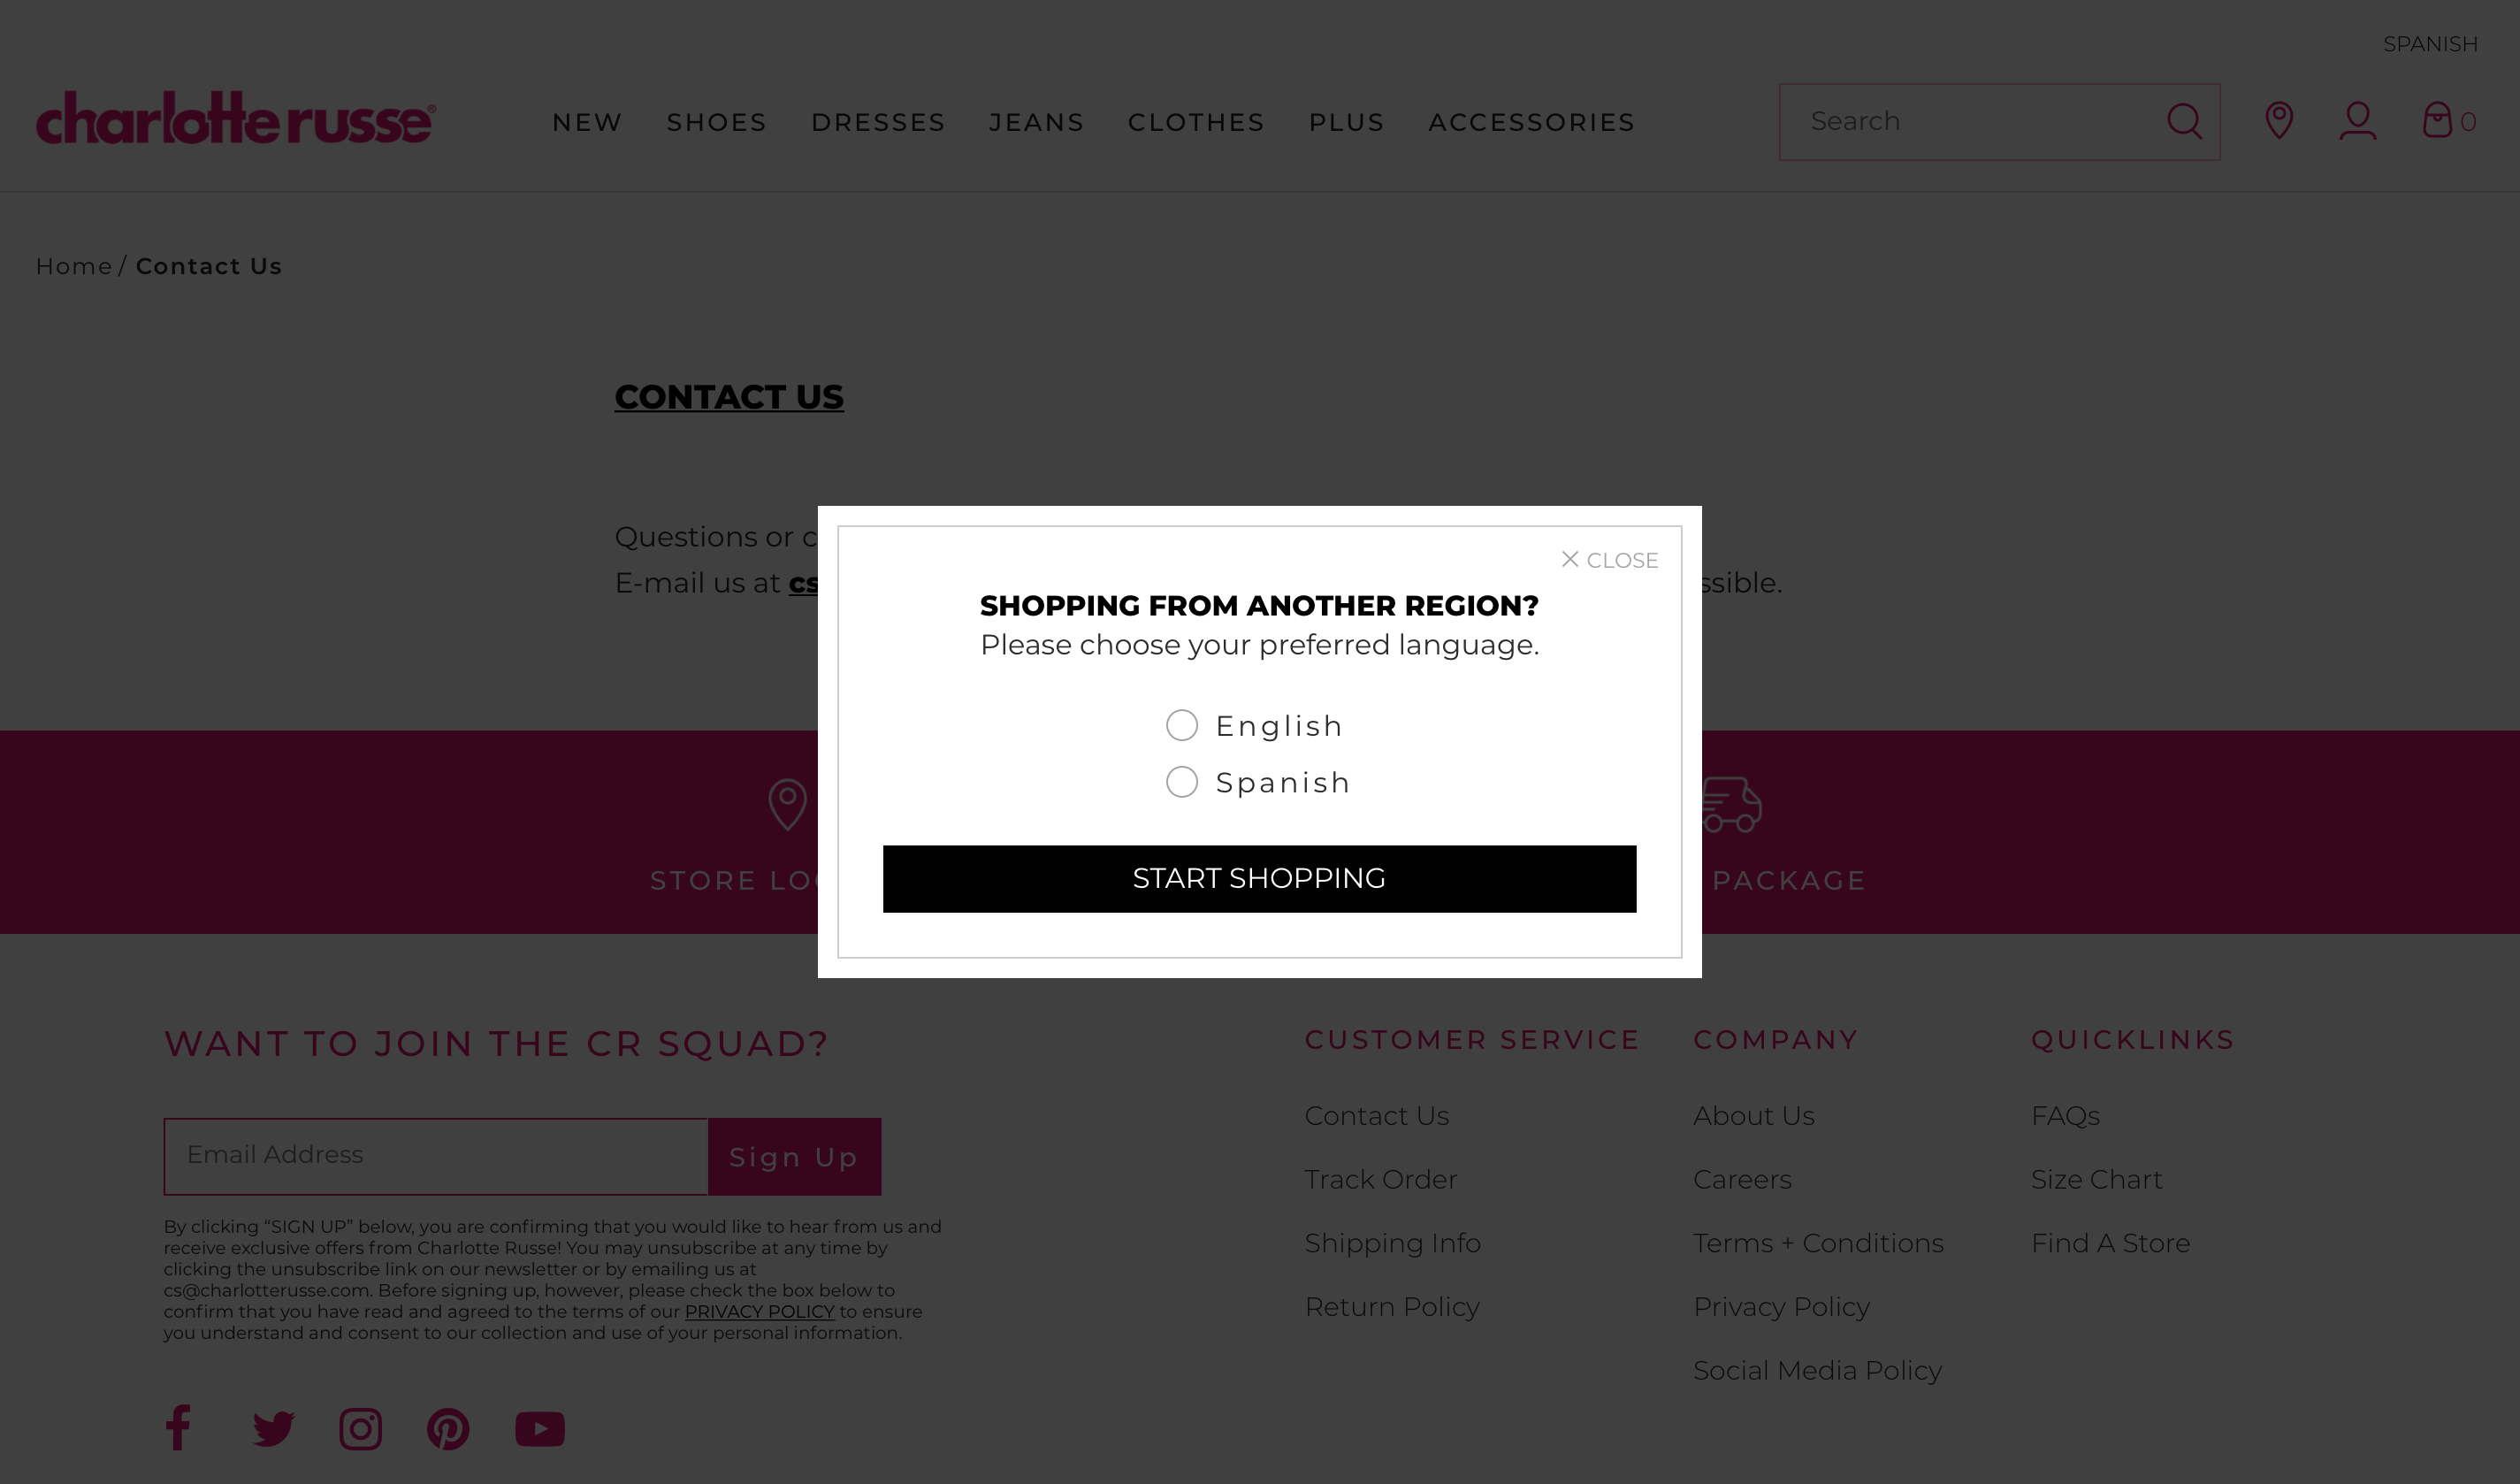 SPANISH
charlotte russe®
NEW SHOES DRESSES JEANS CLOTHES PLUS ACCESSORIES
Search
0
Home / Contact Us
CONTACT US
Questions or
E-mail us at
CLOSE
SHOPPING FROM ANOTHER REGION?
Please choose your preferred language.
English
Spanish
START SHOPPING
STORE
PACKAGE
WANT TO JOIN THE CR SQUAD?
Email Address
Sign Up
By clicking “SIGN UP” below, you are confirming that you would like to hear from us and
receive exclusive offers from Charlotte Russe! You may unsubscribe at any time by
clicking the unsubscribe link on our newsletter or by emailing us at
cs@charlotterusse.com. Before signing up, however, please check the box below to
confirm that you have read and agreed to the terms of our PRIVACY POLICY to ensure
you understand and consent to our collection and use of your personal information.
CUSTOMER SERVICE
Contact Us
Track Order
Shipping Info
Return Policy
COMPANY
About Us
Careers
Terms + Conditions
Privacy Policy
Social Media Policy
QUICKLINKS
FAQs
Size Chart
Find A Store